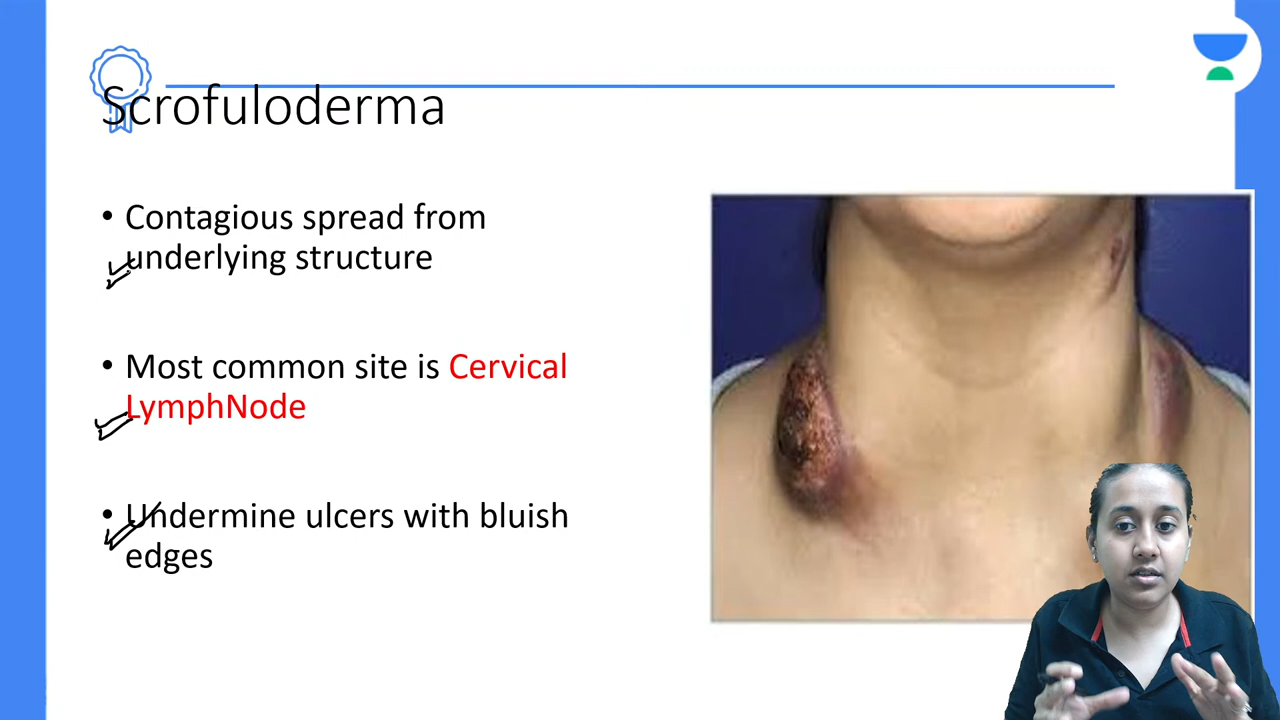 Scrofuloderma
• Contagious spread from
underlying structure
• Most common site is Cervical
LymphNode
• Undermine ulcers with bluish
edges